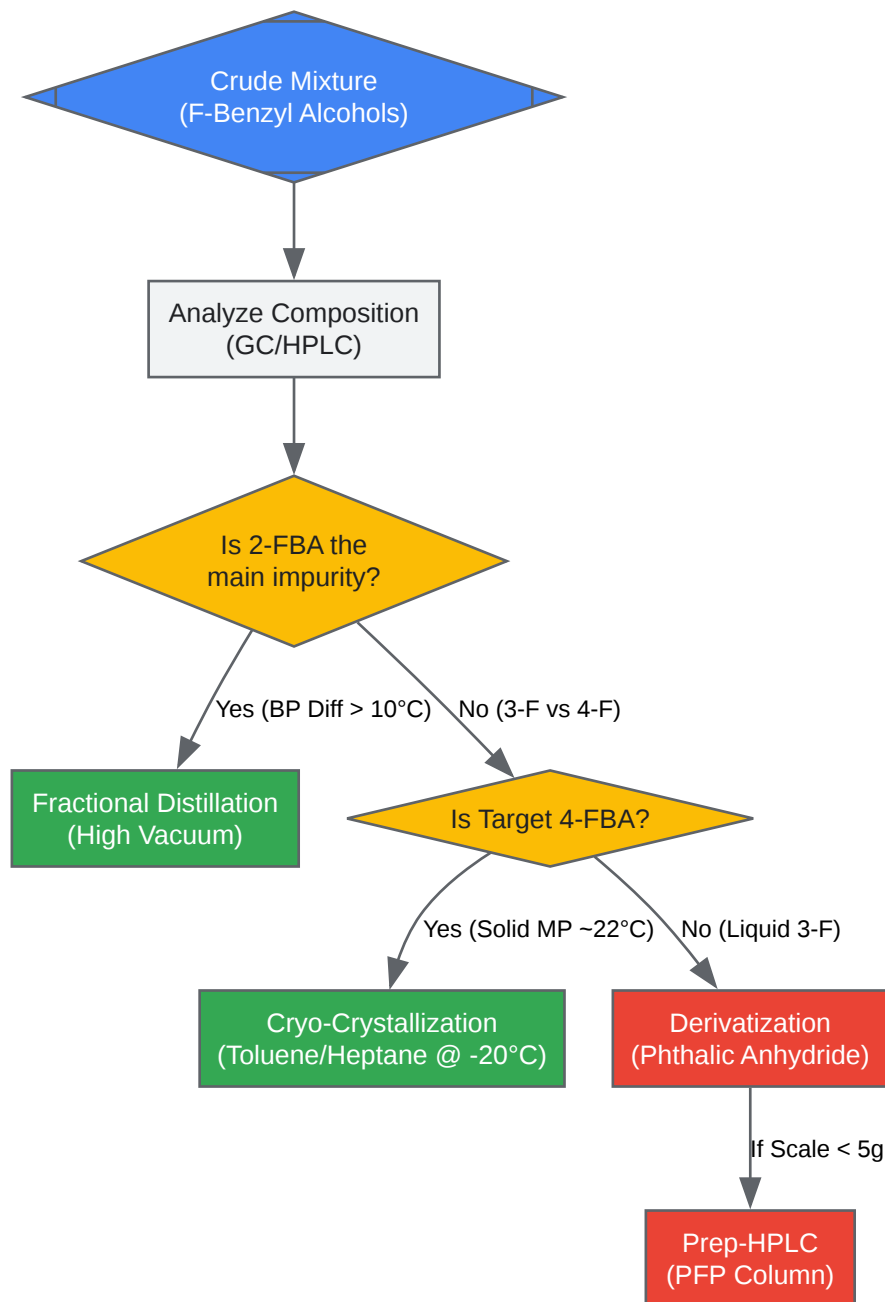 Crude Mixture
(F-Benzyl Alcohols)
Analyze Composition
(GC/HPLC)
Is 2-FBA the
main impurity?
Yes (BP Diff > 10°C)
No (3-F vs 4-F)
Fractional Distillation
(High Vacuum)
Is Target 4-FBA?
Yes (Solid MP ~22°C)
No (Liquid 3-F)
Cryo-Crystallization
(Toluene/Heptane @ -20°C)
Derivatization
(Phthalic Anhydride)
If Scale < 5g
Prep-HPLC
(PFP Column)